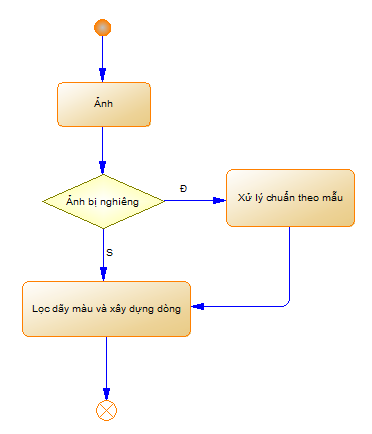 Ảnh
Ảnh bị nghiêng
Đ
Xử lý chuẩn theo mẫu
S
Lọc dãy màu và xây dựng dòng